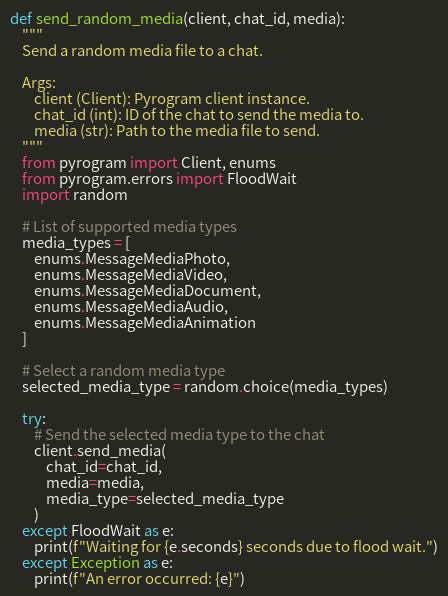 def send_random_media(client, chat_id, media):
    """
    Send a random media file to a chat.

    Args:
        client (Client): Pyrogram client instance.
        chat_id (int): ID of the chat to send the media to.
        media (str): Path to the media file to send.
    """
    from pyrogram import Client, enums
    from pyrogram.errors import FloodWait
    import random

    # List of supported media types
    media_types = [
        enums.MessageMediaPhoto,
        enums.MessageMediaVideo,
        enums.MessageMediaDocument,
        enums.MessageMediaAudio,
        enums.MessageMediaAnimation
    ]

    # Select a random media type
    selected_media_type = random.choice(media_types)

    try:
        # Send the selected media type to the chat
        client.send_media(
            chat_id=chat_id,
            media=media,
            media_type=selected_media_type
        )
    except FloodWait as e:
        print(f"Waiting for {e.seconds} seconds due to flood wait.")
    except Exception as e:
        print(f"An error occurred: {e}")